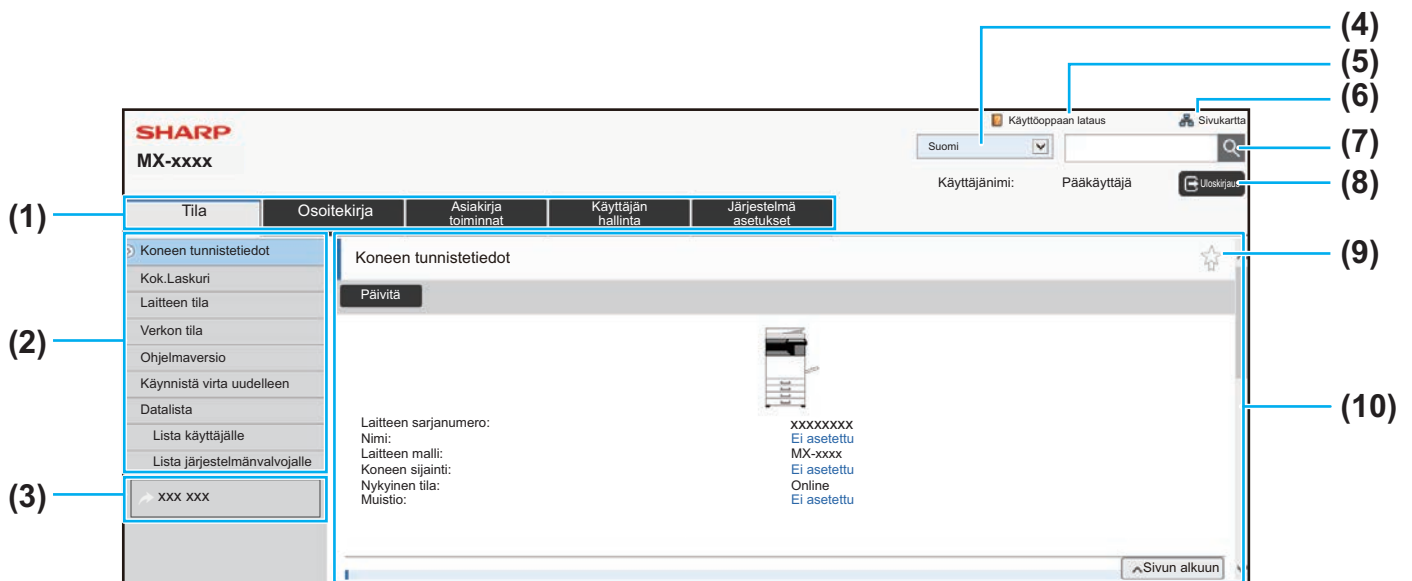 (4)
(5)
(6)
Käyttöoppaan lataus Sivukartta
SHARP
MX-xxxx
Suomi
(7)
Käyttäjänimi: Pääkäyttäjä Uloskirjaus
(8)
(1)
Tila Osoitekirja Asiakirja toiminnat Käyttäjän hallinta Järjestelmä asetukset
(2)
Koneen tunnistetiedot
Kok.Laskuri
Laitteen tila
Verkon tila
Ohjelmaversio
Käynnistä virta uudelleen
Datalista
Lista käyttäjälle
Lista järjestelmänvalvojalle
(3)
xxx xxx
Koneen tunnistetiedot
(9)
Päivitä
(10)
Laitteen sarjanumero: xxxxxxxx
Nimi: Ei asetettu
Laitteen malli: MX-xxxx
Koneen sijainti: Ei asetettu
Nykyinen tila: Online
Muistio: Ei asetettu
Sivun alkuun